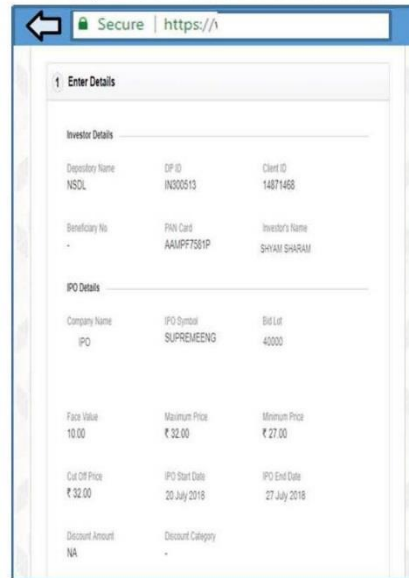 Secure | https://\
1 Enter Details
Investor Details
Depository Name DP ID Client ID
NSDL IN300513 14871468
Beneficiary No. PAN Card Investor's Name
- AAMPF7581P SHYAM SHARAM
IPO Details
Company Name IPO Symbol Bid Lot
IPO SUPREMEENG 40000
Face Value Maximum Price Minimum Price
10.00 ₹ 32.00 ₹ 27.00
Cut Off Price IPO Start Date IPO End Date
₹ 32.00 20 July 2018 27 July 2018
Discount Amount Discount Category
NA -